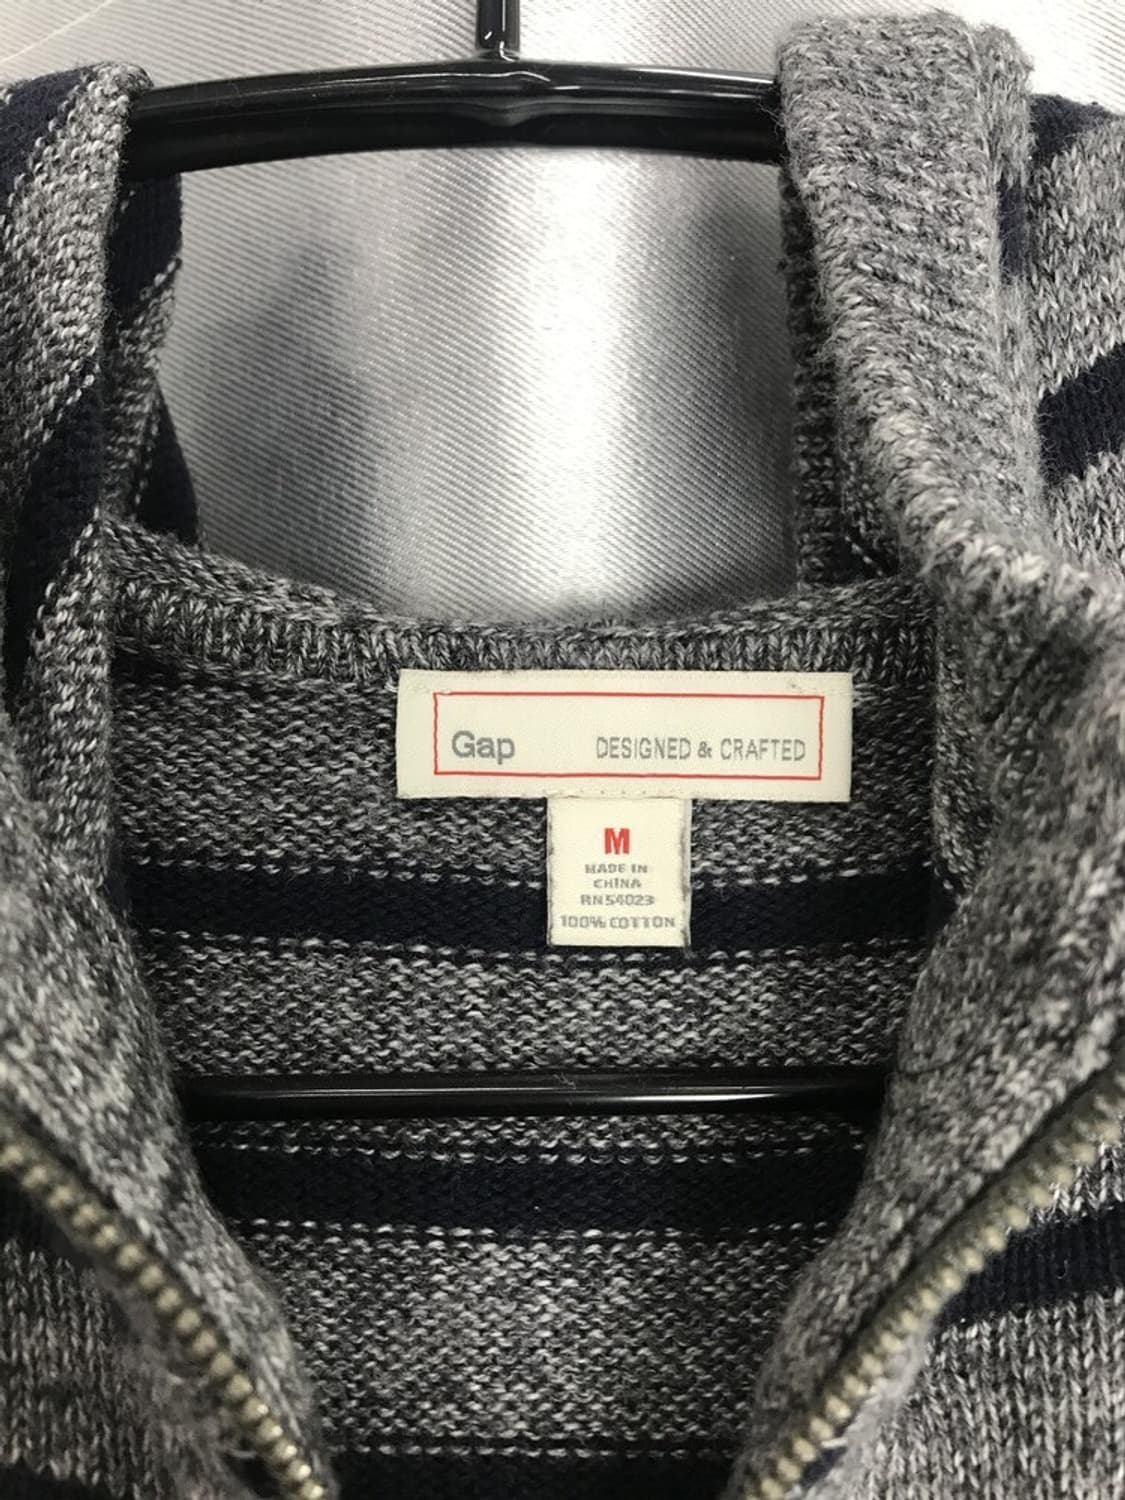 Gap DESIGNED & CRAFTED
M
MADE IN
CHINA
RN54023
100% COTTON